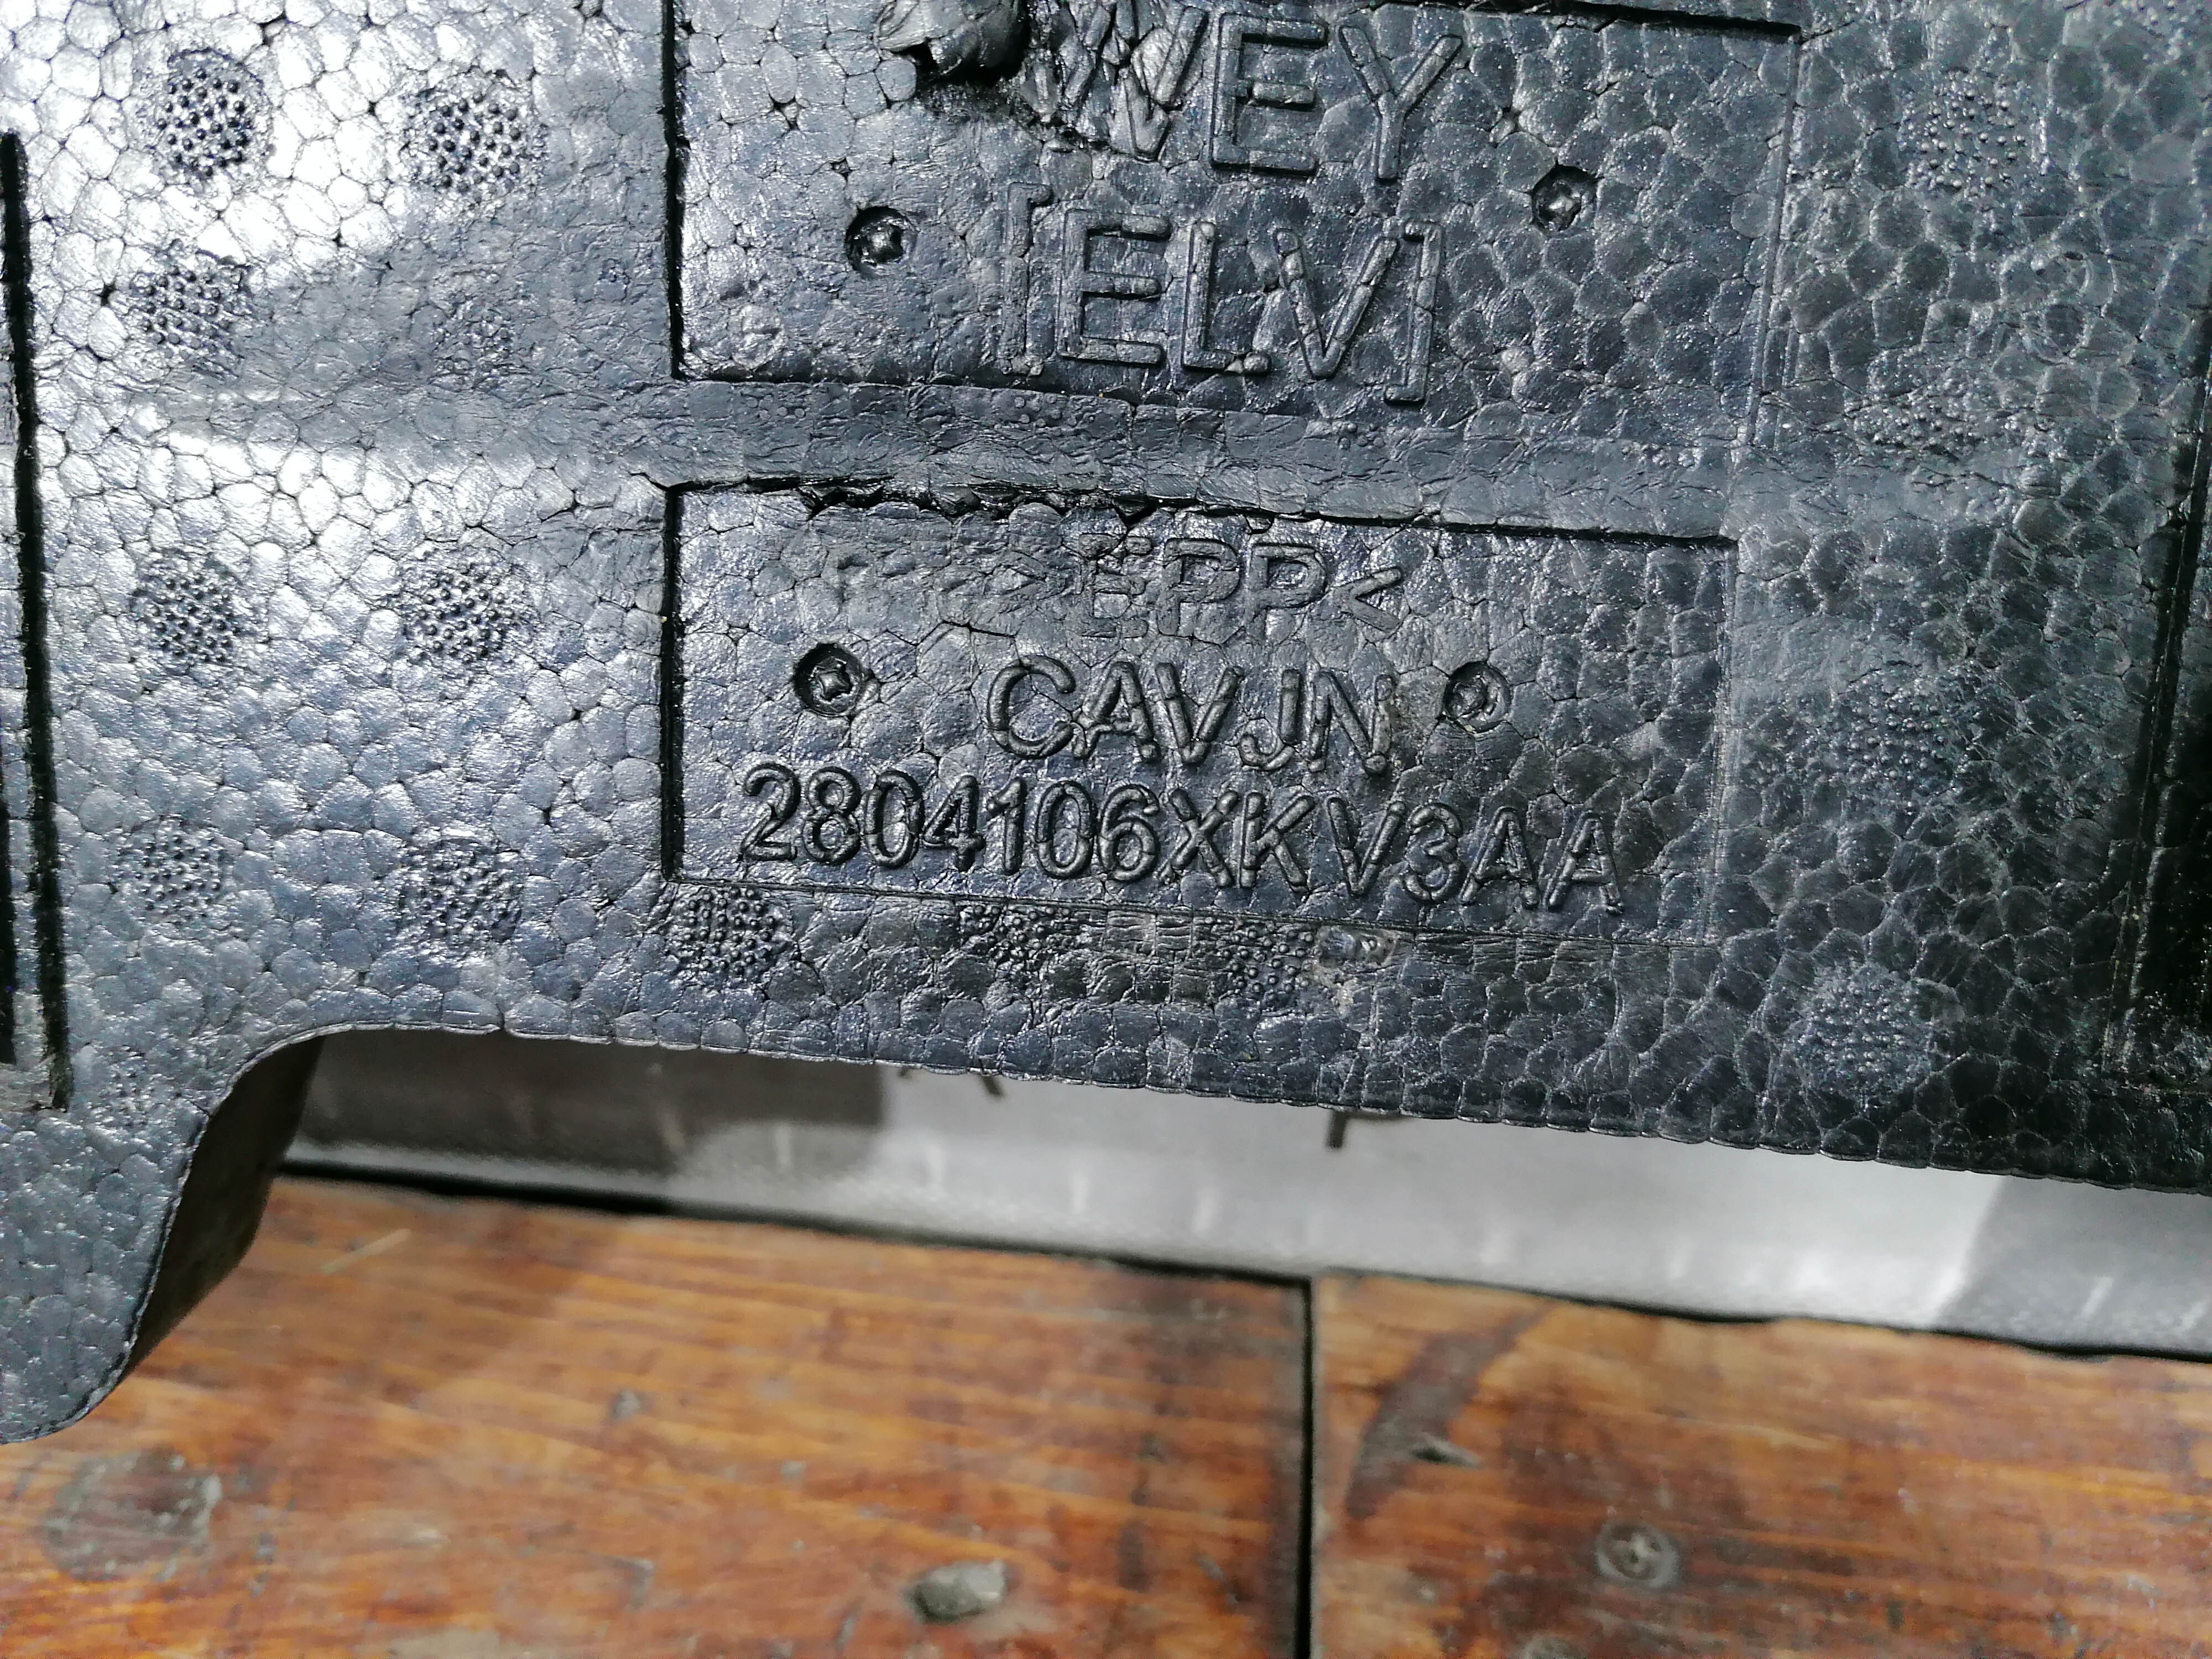 WEY
[ELV]
>EPP<
CAVJN
2804106XKV3AA